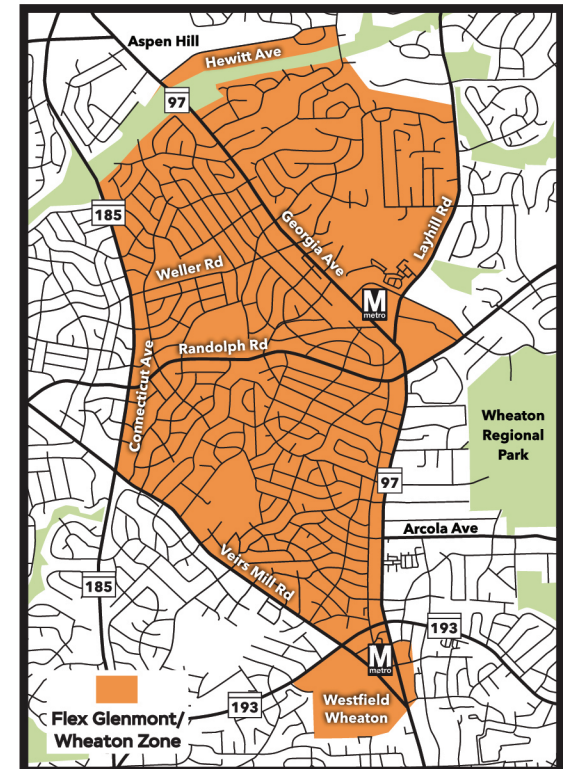 Aspen Hill
Hewitt Ave
97
185
Georgia Ave
Layhill Rd
Weller Rd
M
metro
Randolph Rd
Connecticut Ave
Wheaton
Regional
Park
97
Arcola Ave
Veirs Mill Rd
185
193
M
metro
193
Westfield
Wheaton
Flex Glenmont/
Wheaton Zone